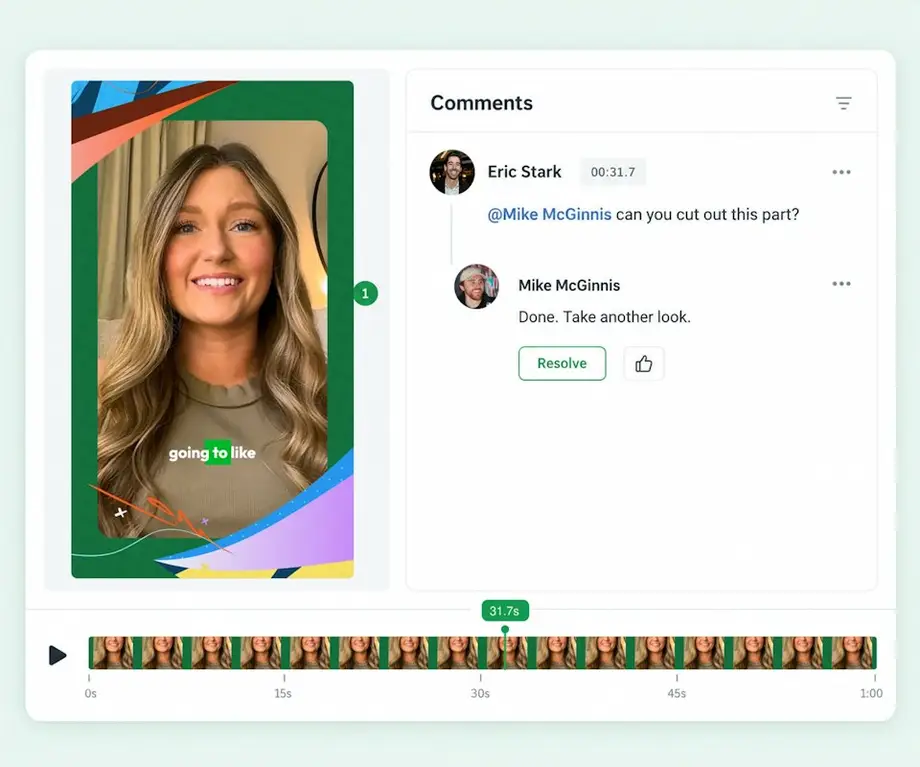 Comments
Eric Stark 00:31.7
@Mike McGinnis can you cut out this part?
1
Mike McGinnis
Done. Take another look.
Resolve
going to like
31.7s
0s 15s 30s 45s 1:00